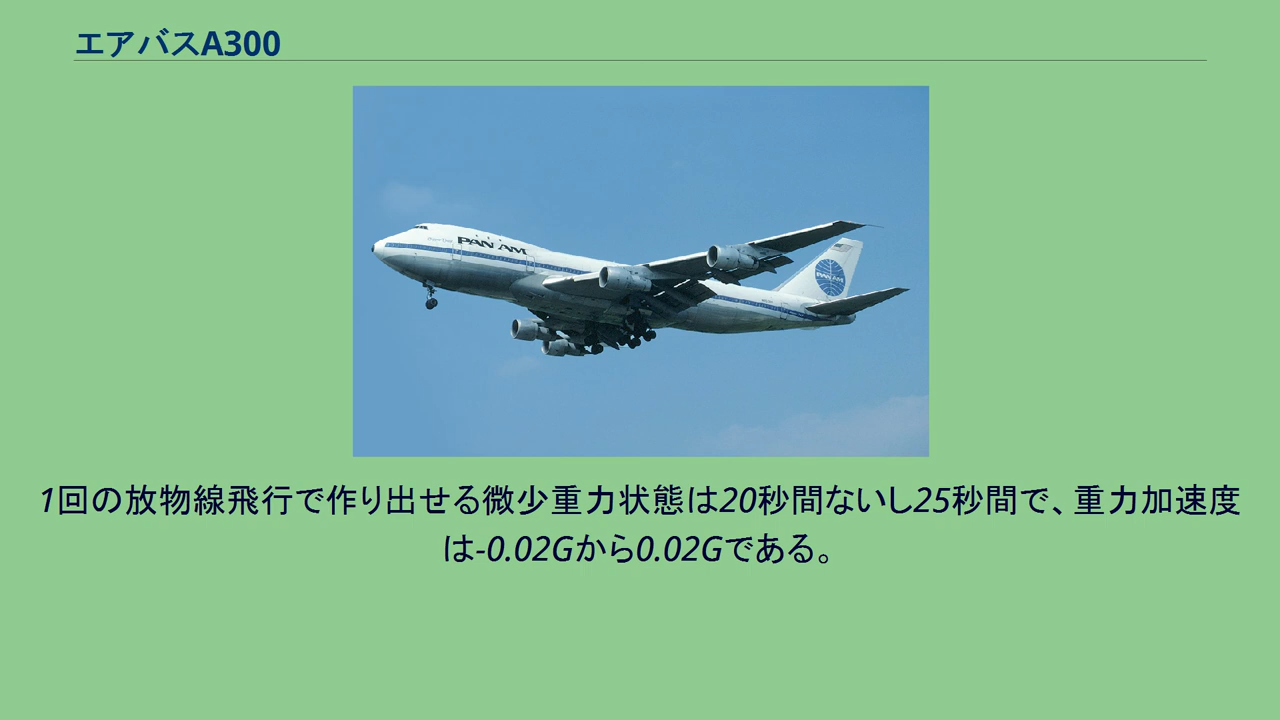 エアバスA300
PAN AM
PAN AM
1回の放物線飛行で作り出せる微少重力状態は20秒間ないし25秒間で、重力加速度
は-0.02Gから0.02Gである。